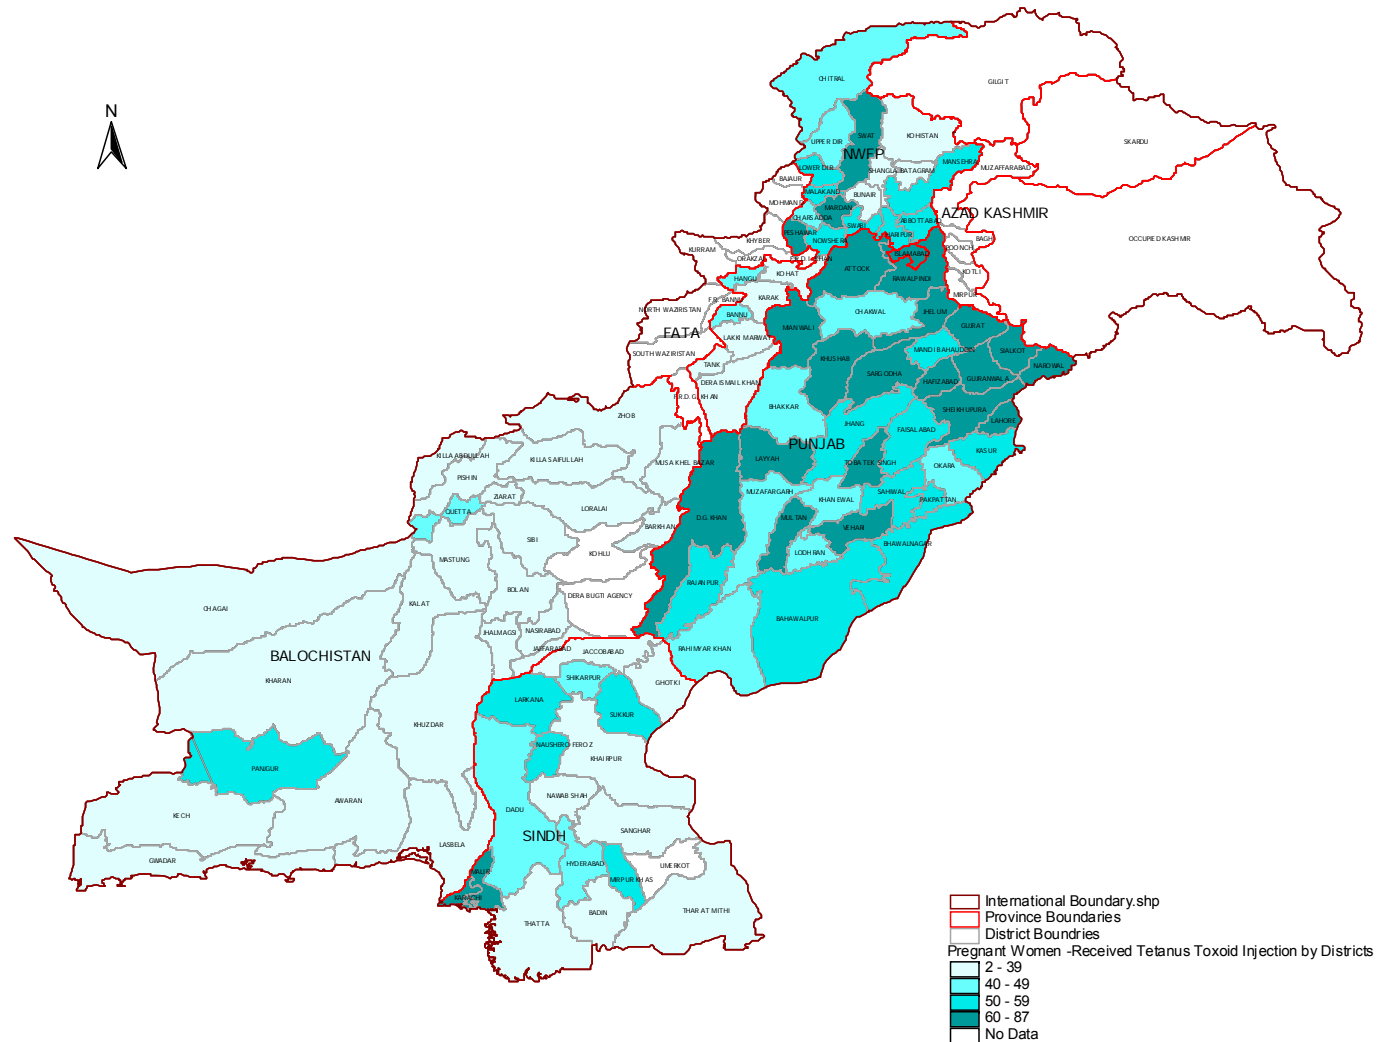 N
CHITRAL
GILGIT
SKARDU
SWAT
KOHISTAN
UPPER DIR
NWFP
MANSEHRA
LOWER DIR
SHANGLA
BATAGRAM
MUZAFFARABAD
BAJAUR
MALAKAND
BUNAIR
MOHMAND
MARDAN
CHARSADDA
SWABI
ABBOTTABAD
AZAD KASHMIR
PESHAWAR
NOWSHERA
HARIPUR
BAGH
OCCUPIED KASHMIR
KHYBER
POONCH
KURRAM
ORAKZAI
ISLAMABAD
KOHAT
ATTOCK
KOTLI
HANGU
RAWALPINDI
MIRPUR
F.R. BANNU
KARAK
NORTH WAZIRISTAN
BANNU
CHAKWAL
JHELUM
MIANWALI
GUJRAT
FATA
LAKKI MARWAT
SOUTH WAZIRISTAN
MANDI BAHAUDDIN
SIALKOT
KHUSHAB
TANK
SARGODHA
NAROWAL
DERA ISMAIL KHAN
HAFIZABAD
GUJRANWALA
F.R.D. G. KHAN
BHAKKAR
SHEIKHUPURA
ZHOB
JHANG
LAHORE
FAISALABAD
PUNJAB
KILLA ABDULLAH
KILLA SAIFULLAH
MUSA KHEL BAZAR
LAYYAH
TOBA TEK SINGH
KASUR
OKARA
PISHIN
ZIARAT
MUZAFARGARH
KHANEWAL
SAHIWAL
PAKPATTAN
QUETTA
LORALAI
D.G. KHAN
MULTAN
VEHARI
BARKHAN
SIBI
BHAWALNAGAR
KOHLU
LODHRAN
MASTUNG
RAJANPUR
BOLAN
DERA BUGTI AGENCY
CHAGAI
KALAT
BAHAWALPUR
JHALMAGSI
NASIRABAD
JAFFARABAD
JACCOBABAD
RAHIMYAR KHAN
BALOCHISTAN
KHARAN
SHIKARPUR
GHOTKI
LARKANA
SUKKUR
KHUZDAR
NAUSHERO FEROZ
KHAIRPUR
PANJGUR
NAWAB SHAH
AWARAN
DADU
KECH
SANGHAR
SINDH
LASBELA
GWADAR
HYDERABAD
UMERKOT
MALIR
MIRPUR KHAS
KARACHI
BADIN
THAR AT MITHI
THATTA
International Boundary.shp
Province Boundaries
District Boundries
Pregnant Women -Received Tetanus Toxoid Injection by Districts
2 - 39
40 - 49
50 - 59
60 - 87
No Data